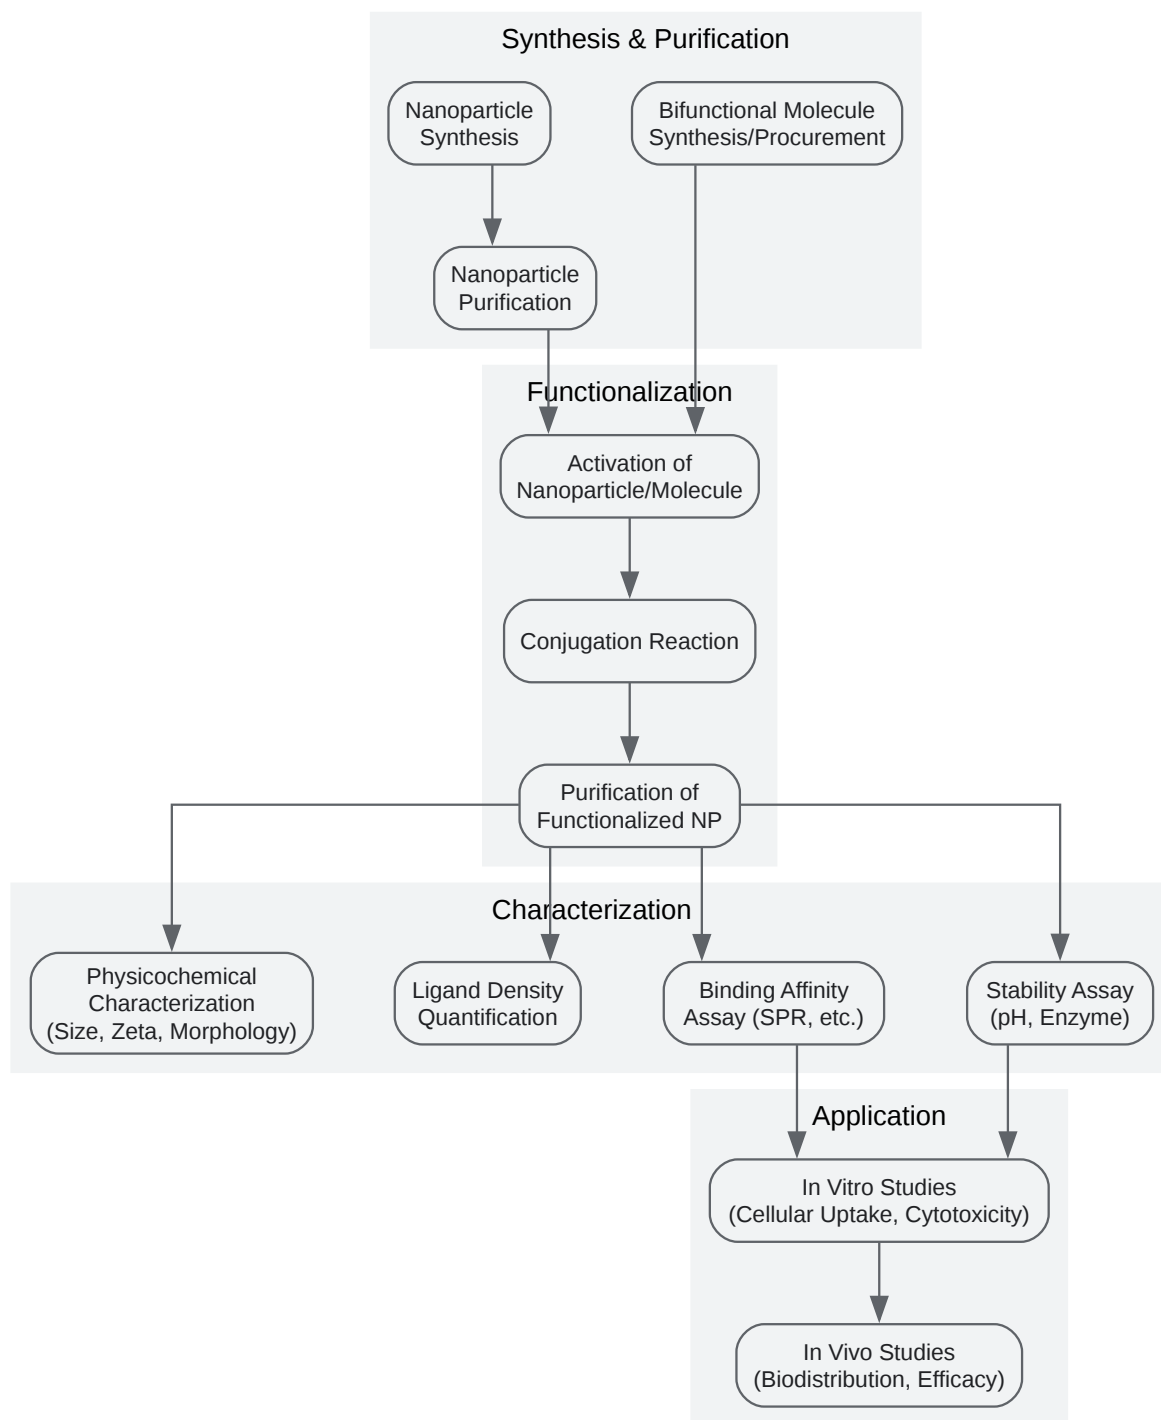 Synthesis & Purification
Nanoparticle
Synthesis
Bifunctional Molecule
Synthesis/Procurement
Nanoparticle
Purification
Functionalization
Activation of
Nanoparticle/Molecule
Conjugation Reaction
Purification of
Functionalized NP
Characterization
Physicochemical
Characterization
(Size, Zeta, Morphology)
Ligand Density
Quantification
Binding Affinity
Assay (SPR, etc.)
Stability Assay
(pH, Enzyme)
Application
In Vitro Studies
(Cellular Uptake, Cytotoxicity)
In Vivo Studies
(Biodistribution, Efficacy)